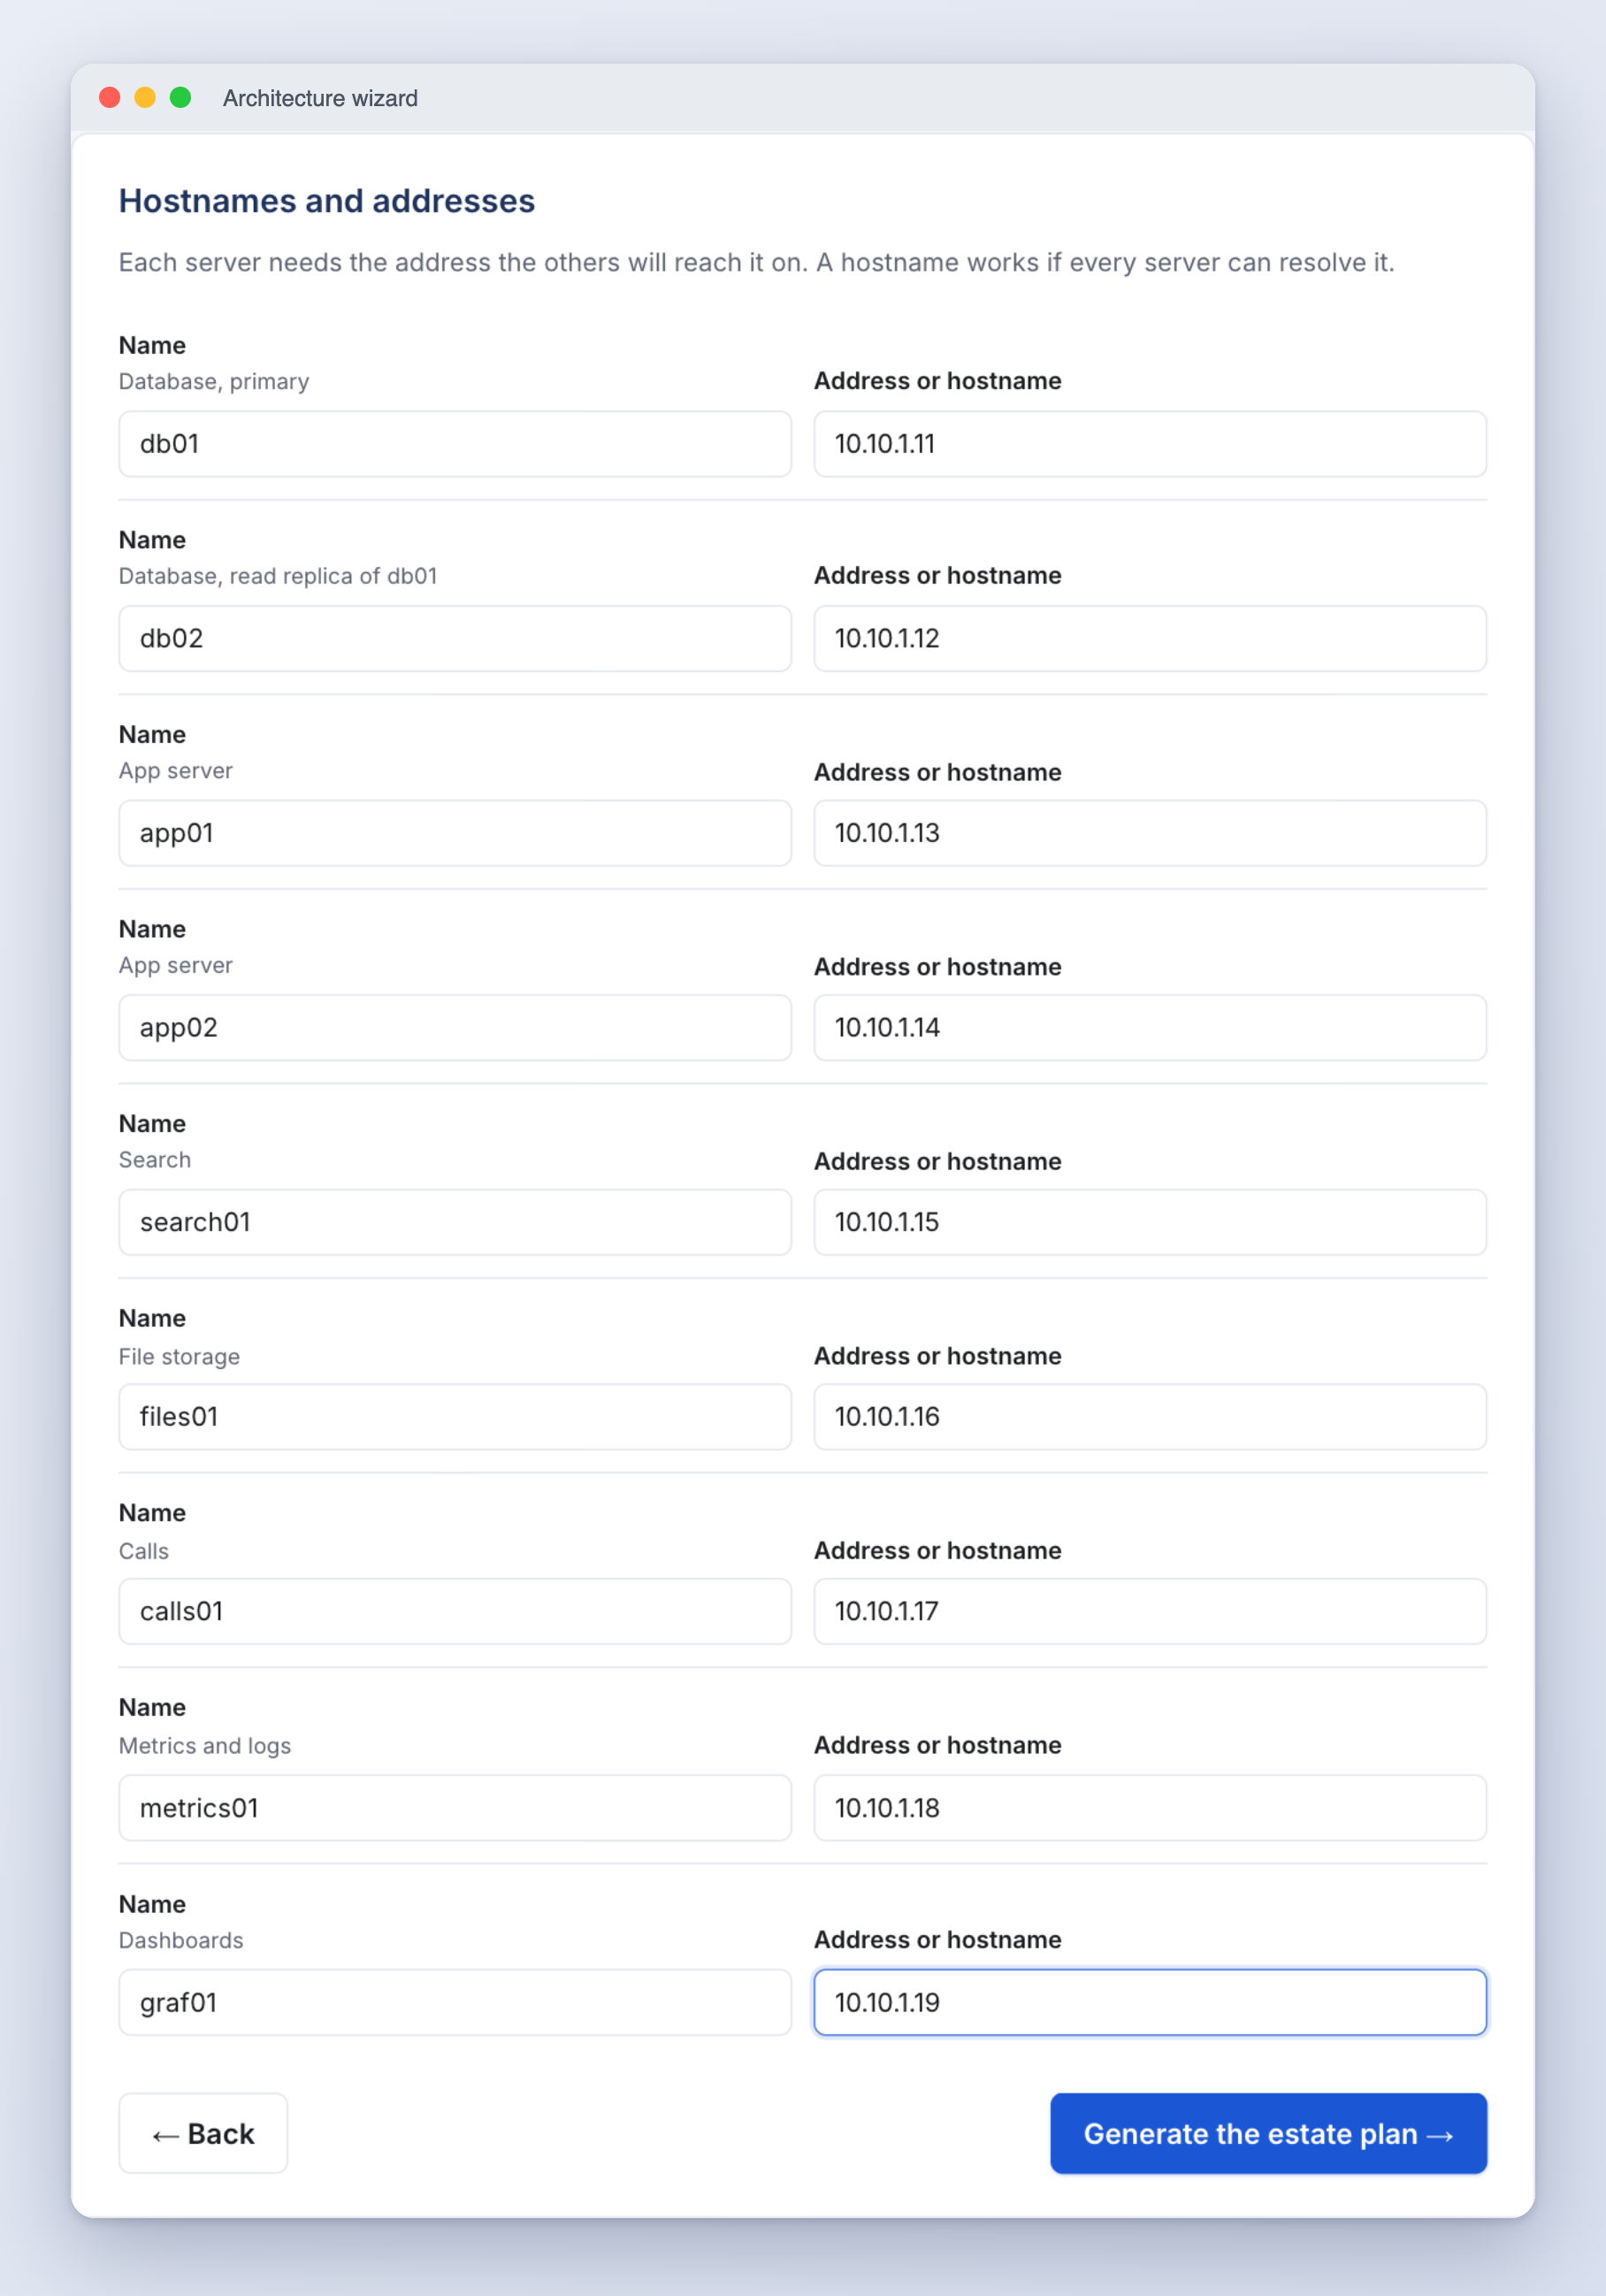 Architecture wizard
Hostnames and addresses
Each server needs the address the others will reach it on. A hostname works if every server can resolve it.
Name
Database, primary
Address or hostname
db01
10.10.1.11
Name
Database, read replica of db01
Address or hostname
db02
10.10.1.12
Name
App server
Address or hostname
app01
10.10.1.13
Name
App server
Address or hostname
app02
10.10.1.14
Name
Search
Address or hostname
search01
10.10.1.15
Name
File storage
Address or hostname
files01
10.10.1.16
Name
Calls
Address or hostname
calls01
10.10.1.17
Name
Metrics and logs
Address or hostname
metrics01
10.10.1.18
Name
Dashboards
Address or hostname
graf01
10.10.1.19
← Back
Generate the estate plan →